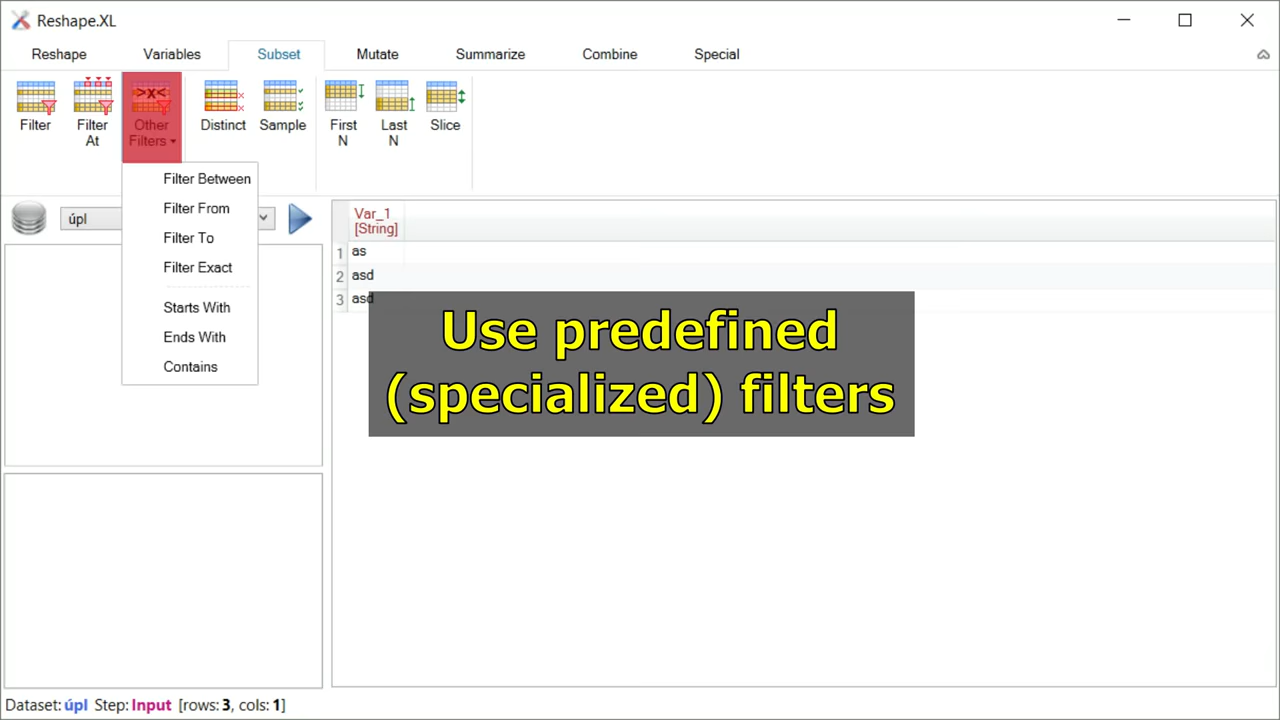 Reshape.XL
Reshape Variables Subset Mutate Summarize Combine Special
>x<
Filter
Filter At
Other Filters
Distinct
Sample
First N
Last N
Slice
Filter Between
Filter From
Filter To
Filter Exact
Starts With
Ends With
Contains
úpl
Var_1
[String]
1 as
2 asd
3 asd
Use predefined
(specialized) filters
Dataset: úpl Step: Input [rows: 3, cols: 1]